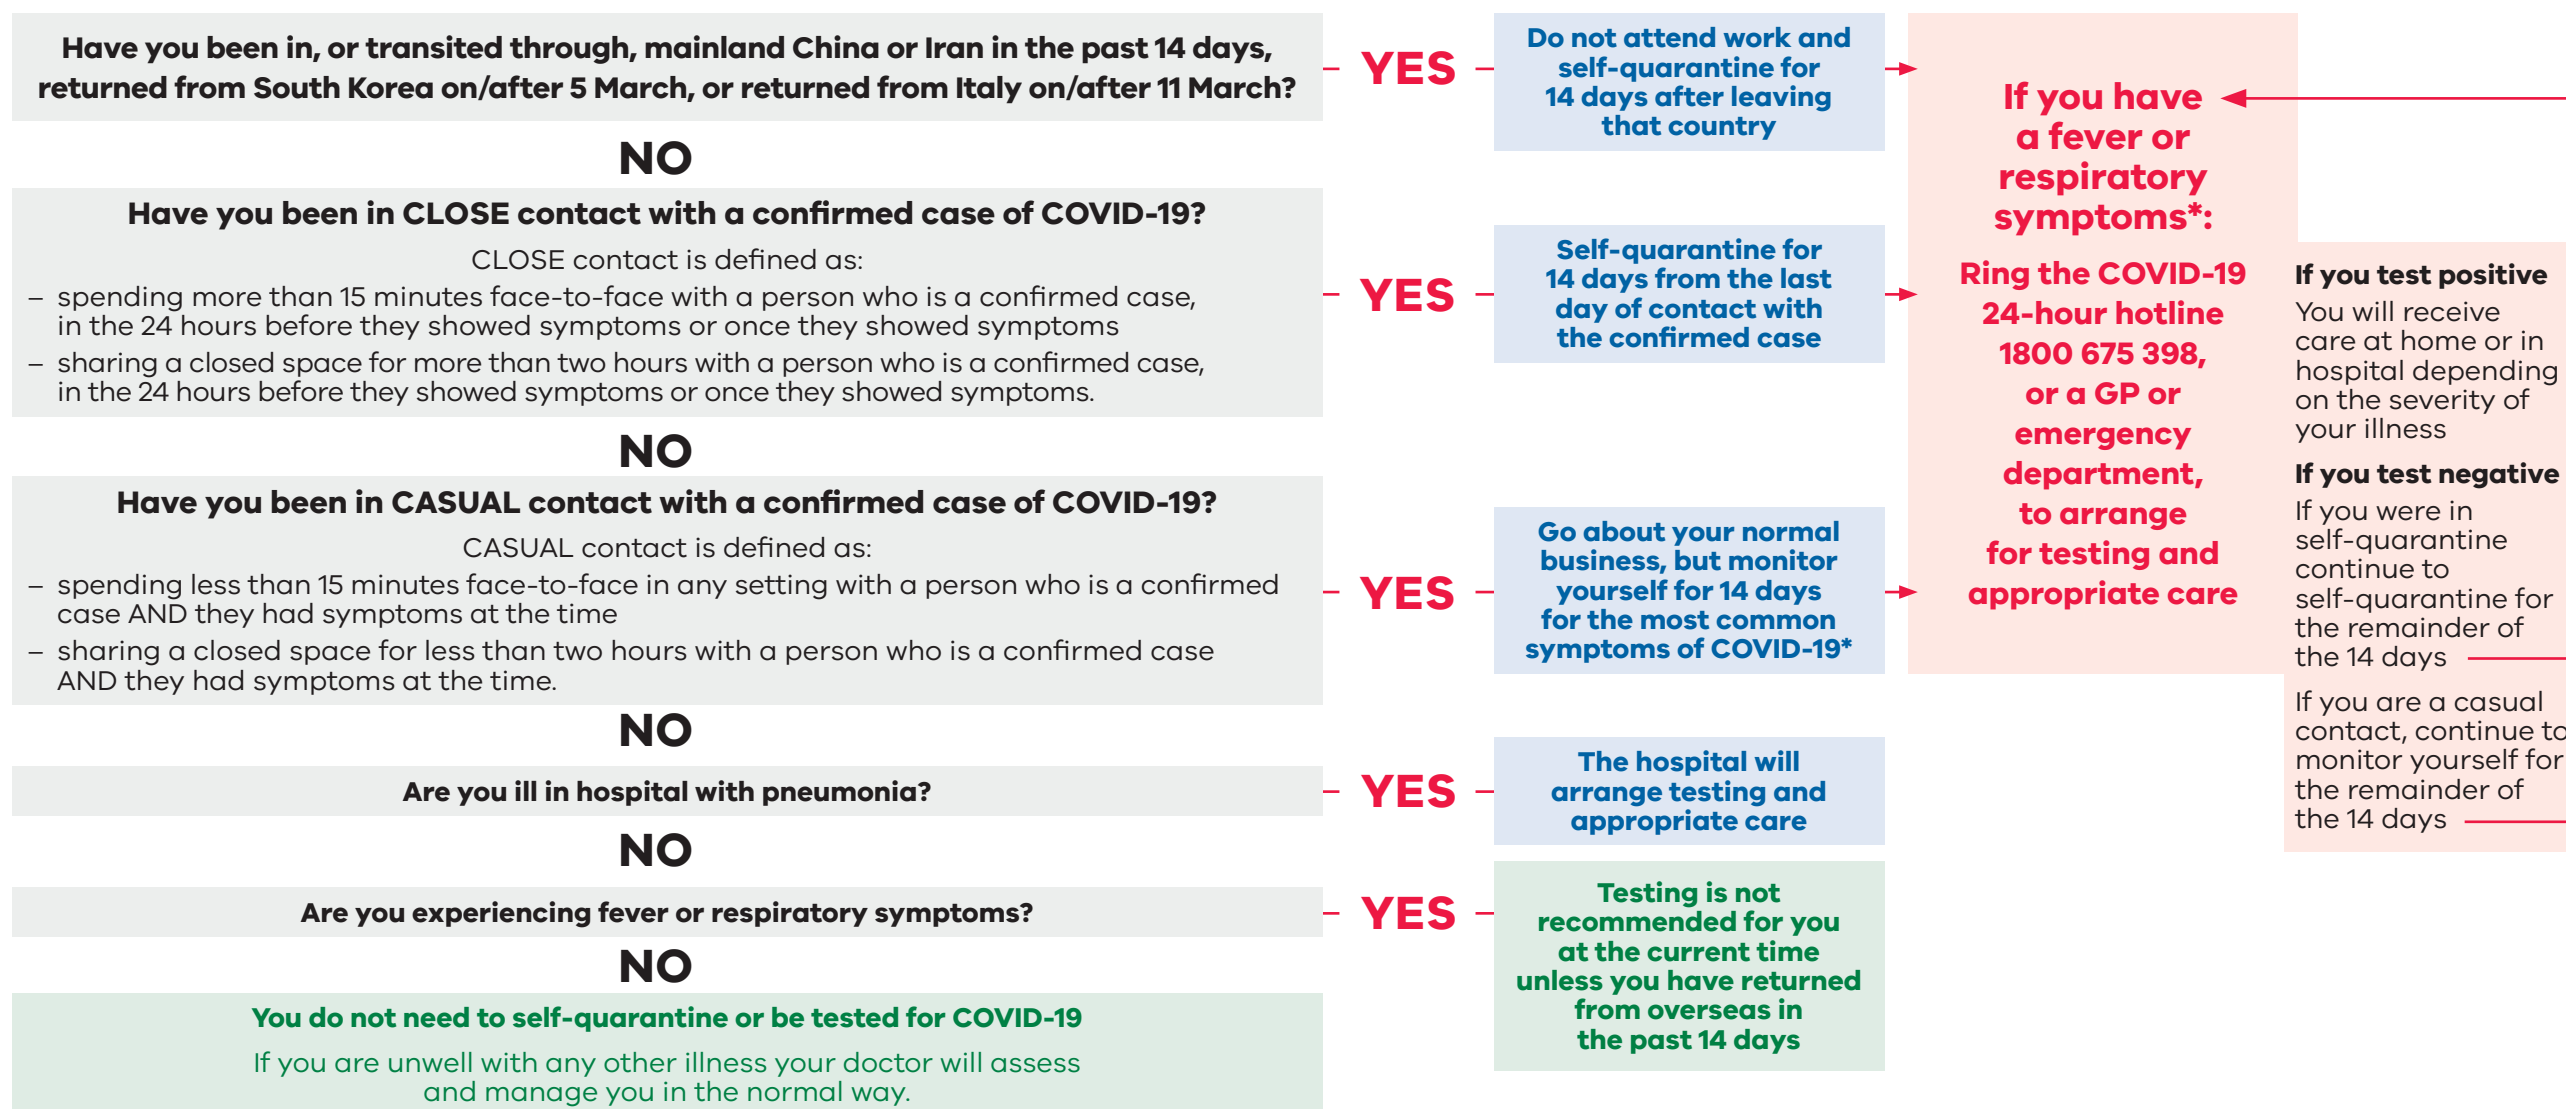 Have you been in, or transited through, mainland China or Iran in the past 14 days,
returned from South Korea on/after 5 March, or returned from Italy on/after 11 March?
YES
Do not attend work and
self-quarantine for
14 days after leaving
that country
NO
Have you been in CLOSE contact with a confirmed case of COVID-19?
CLOSE contact is defined as:
– spending more than 15 minutes face-to-face with a person who is a confirmed case,
in the 24 hours before they showed symptoms or once they showed symptoms
– sharing a closed space for more than two hours with a person who is a confirmed case,
in the 24 hours before they showed symptoms or once they showed symptoms.
YES
Self-quarantine for
14 days from the last
day of contact with
the confirmed case
NO
Have you been in CASUAL contact with a confirmed case of COVID-19?
CASUAL contact is defined as:
– spending less than 15 minutes face-to-face in any setting with a person who is a confirmed
case AND they had symptoms at the time
– sharing a closed space for less than two hours with a person who is a confirmed case
AND they had symptoms at the time.
YES
Go about your normal
business, but monitor
yourself for 14 days
for the most common
symptoms of COVID-19*
NO
Are you ill in hospital with pneumonia?
YES
The hospital will
arrange testing and
appropriate care
NO
Are you experiencing fever or respiratory symptoms?
YES
Testing is not
recommended for you
at the current time
unless you have returned
from overseas in
the past 14 days
NO
You do not need to self-quarantine or be tested for COVID-19
If you are unwell with any other illness your doctor will assess
and manage you in the normal way.
If you have
a fever or
respiratory
symptoms*:
Ring the COVID-19
24-hour hotline
1800 675 398,
or a GP or
emergency
department,
to arrange
for testing and
appropriate care
If you test positive
You will receive
care at home or in
hospital depending
on the severity of
your illness
If you test negative
If you were in
self-quarantine
continue to
self-quarantine for
the remainder of
the 14 days
If you are a casual
contact, continue to
monitor yourself for
the remainder of
the 14 days